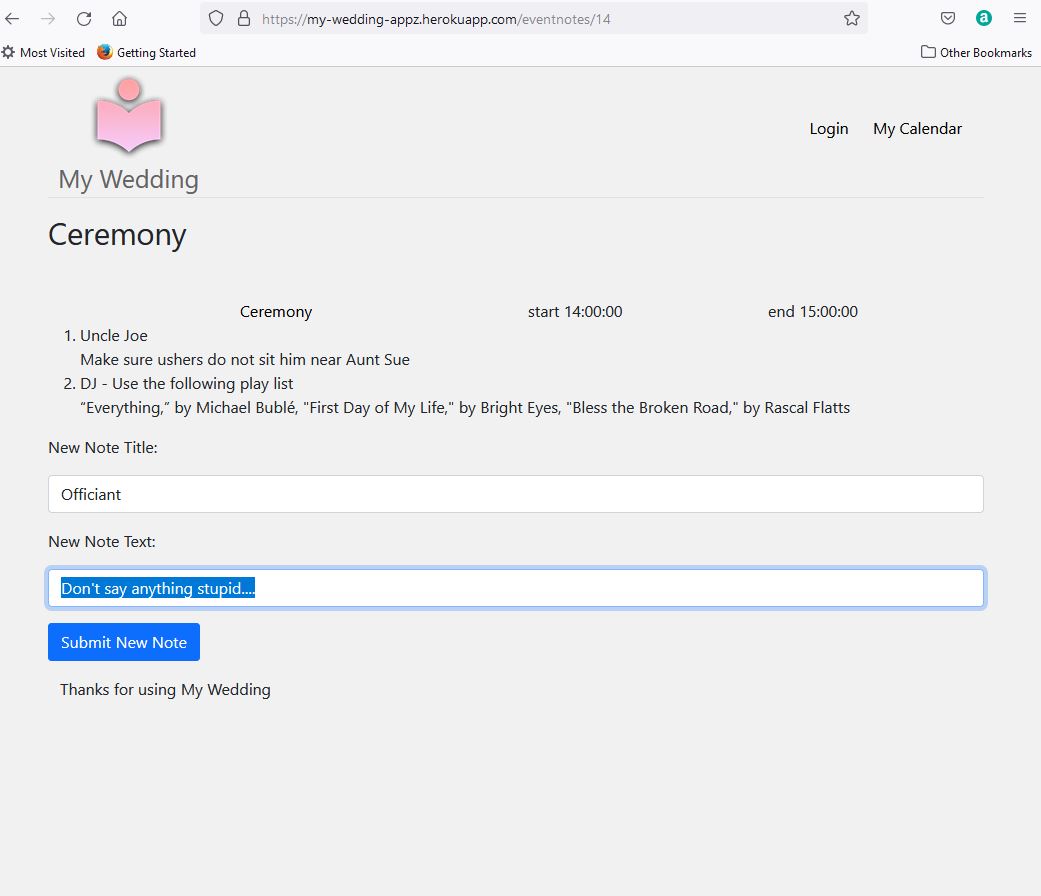 https://my-wedding-appz.herokuapp.com/eventnotes/14
Most Visited Getting Started Other Bookmarks
Login My Calendar
My Wedding
Ceremony
Ceremony start 14:00:00 end 15:00:00
1. Uncle Joe
Make sure ushers do not sit him near Aunt Sue
2. DJ - Use the following play list
“Everything,” by Michael Bublé, "First Day of My Life," by Bright Eyes, "Bless the Broken Road," by Rascal Flatts
New Note Title:
Officiant
New Note Text:
Don't say anything stupid....
Submit New Note
Thanks for using My Wedding